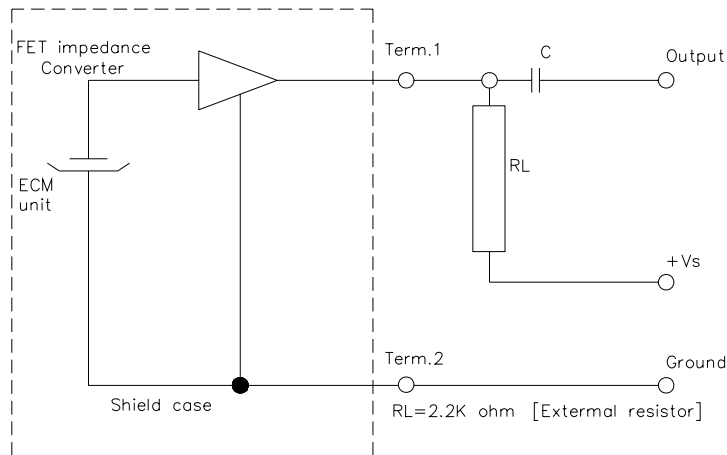 FET impedance
Converter
Term.1
C
Output
ECM
unit
RL
+Vs
Term.2
Ground
Shield case
RL=2.2K ohm [Extermal resistor]